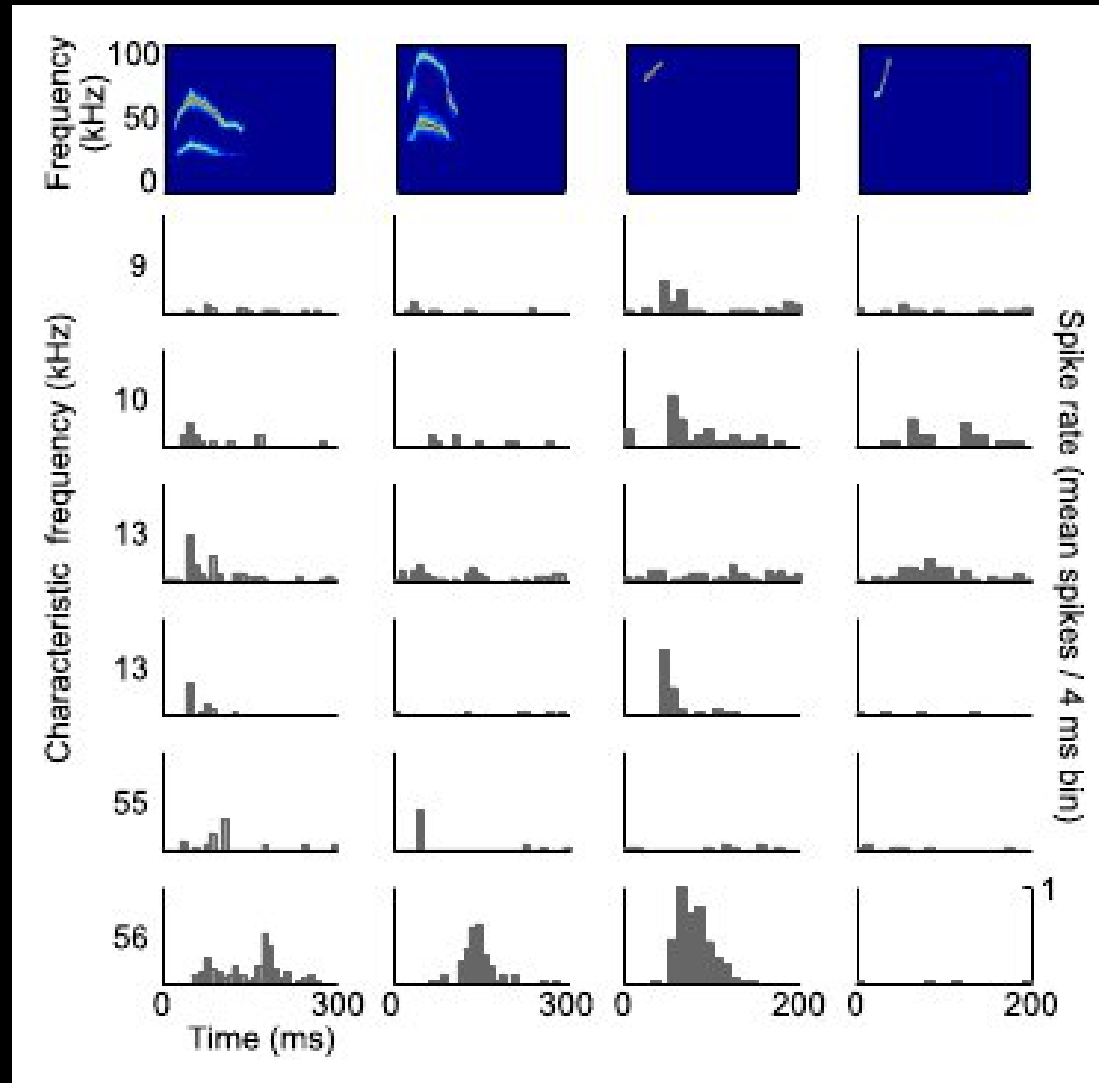 Frequency
(kHz)
100
50
0
Characteristic frequency (kHz)
9
10
13
13
55
56
Spike rate (mean spikes / 4 ms bin)
1
0 300 0 300 0 200 0 200
Time (ms)